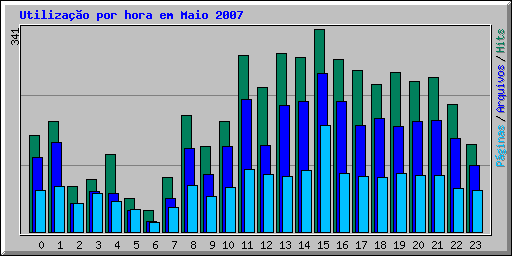 Utilização por hora em Maio 2007
341
Páginas / Arquivos / Hits
0 1 2 3 4 5 6 7 8 9 10 11 12 13 14 15 16 17 18 19 20 21 22 23